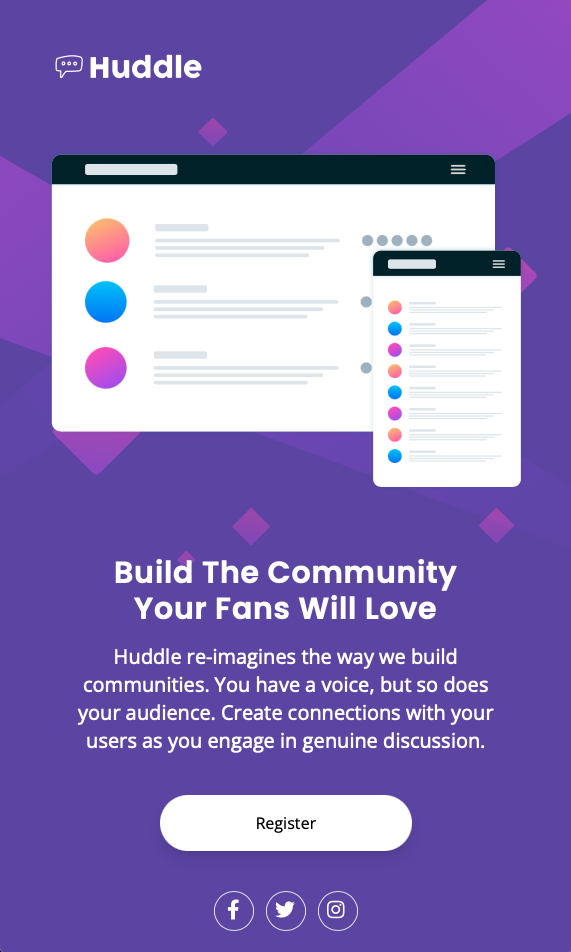 Huddle
Build The Community
Your Fans Will Love
Huddle re-imagines the way we build
communities. You have a voice, but so does
your audience. Create connections with your
users as you engage in genuine discussion.
Register